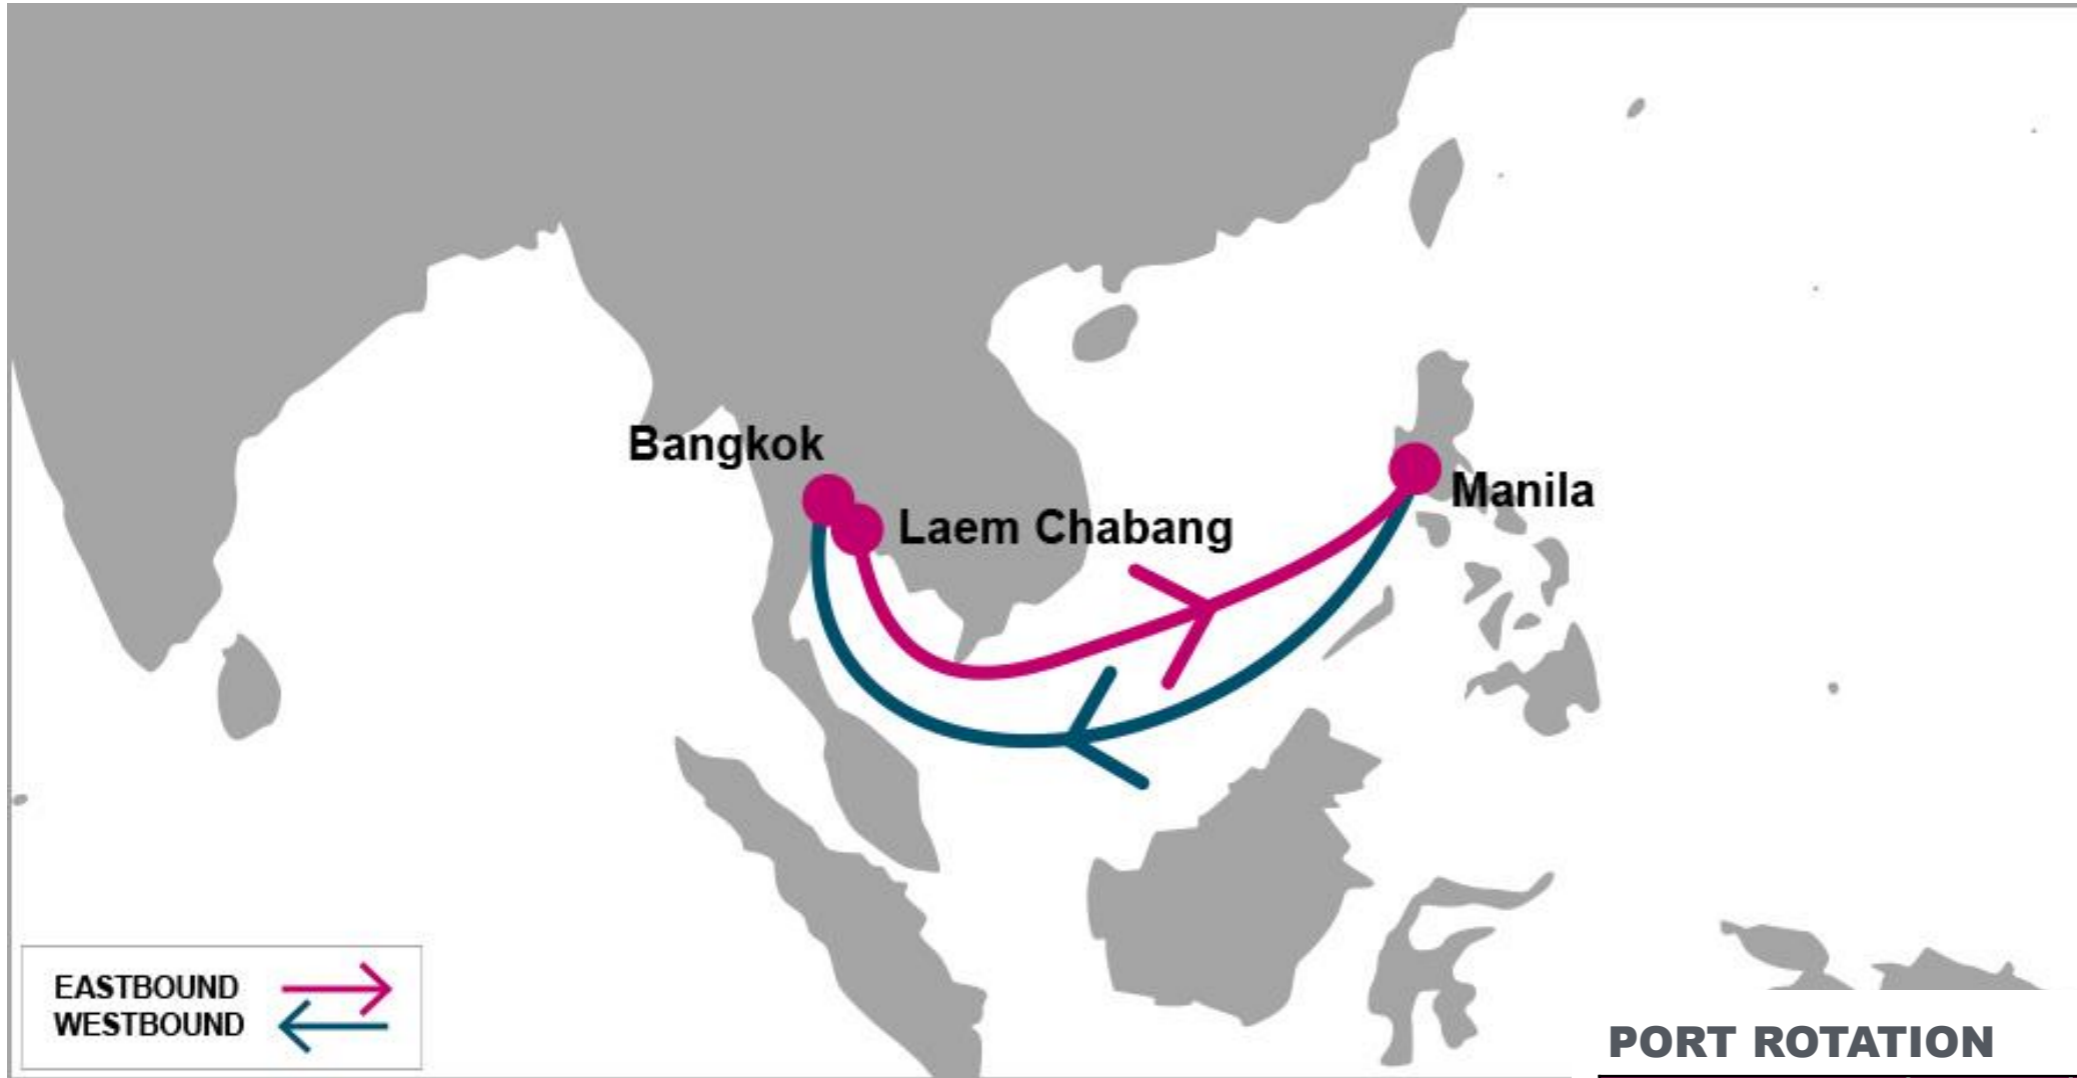 Bangkok
Laem Chabang
Manila
EASTBOUND
WESTBOUND
PORT ROTATION